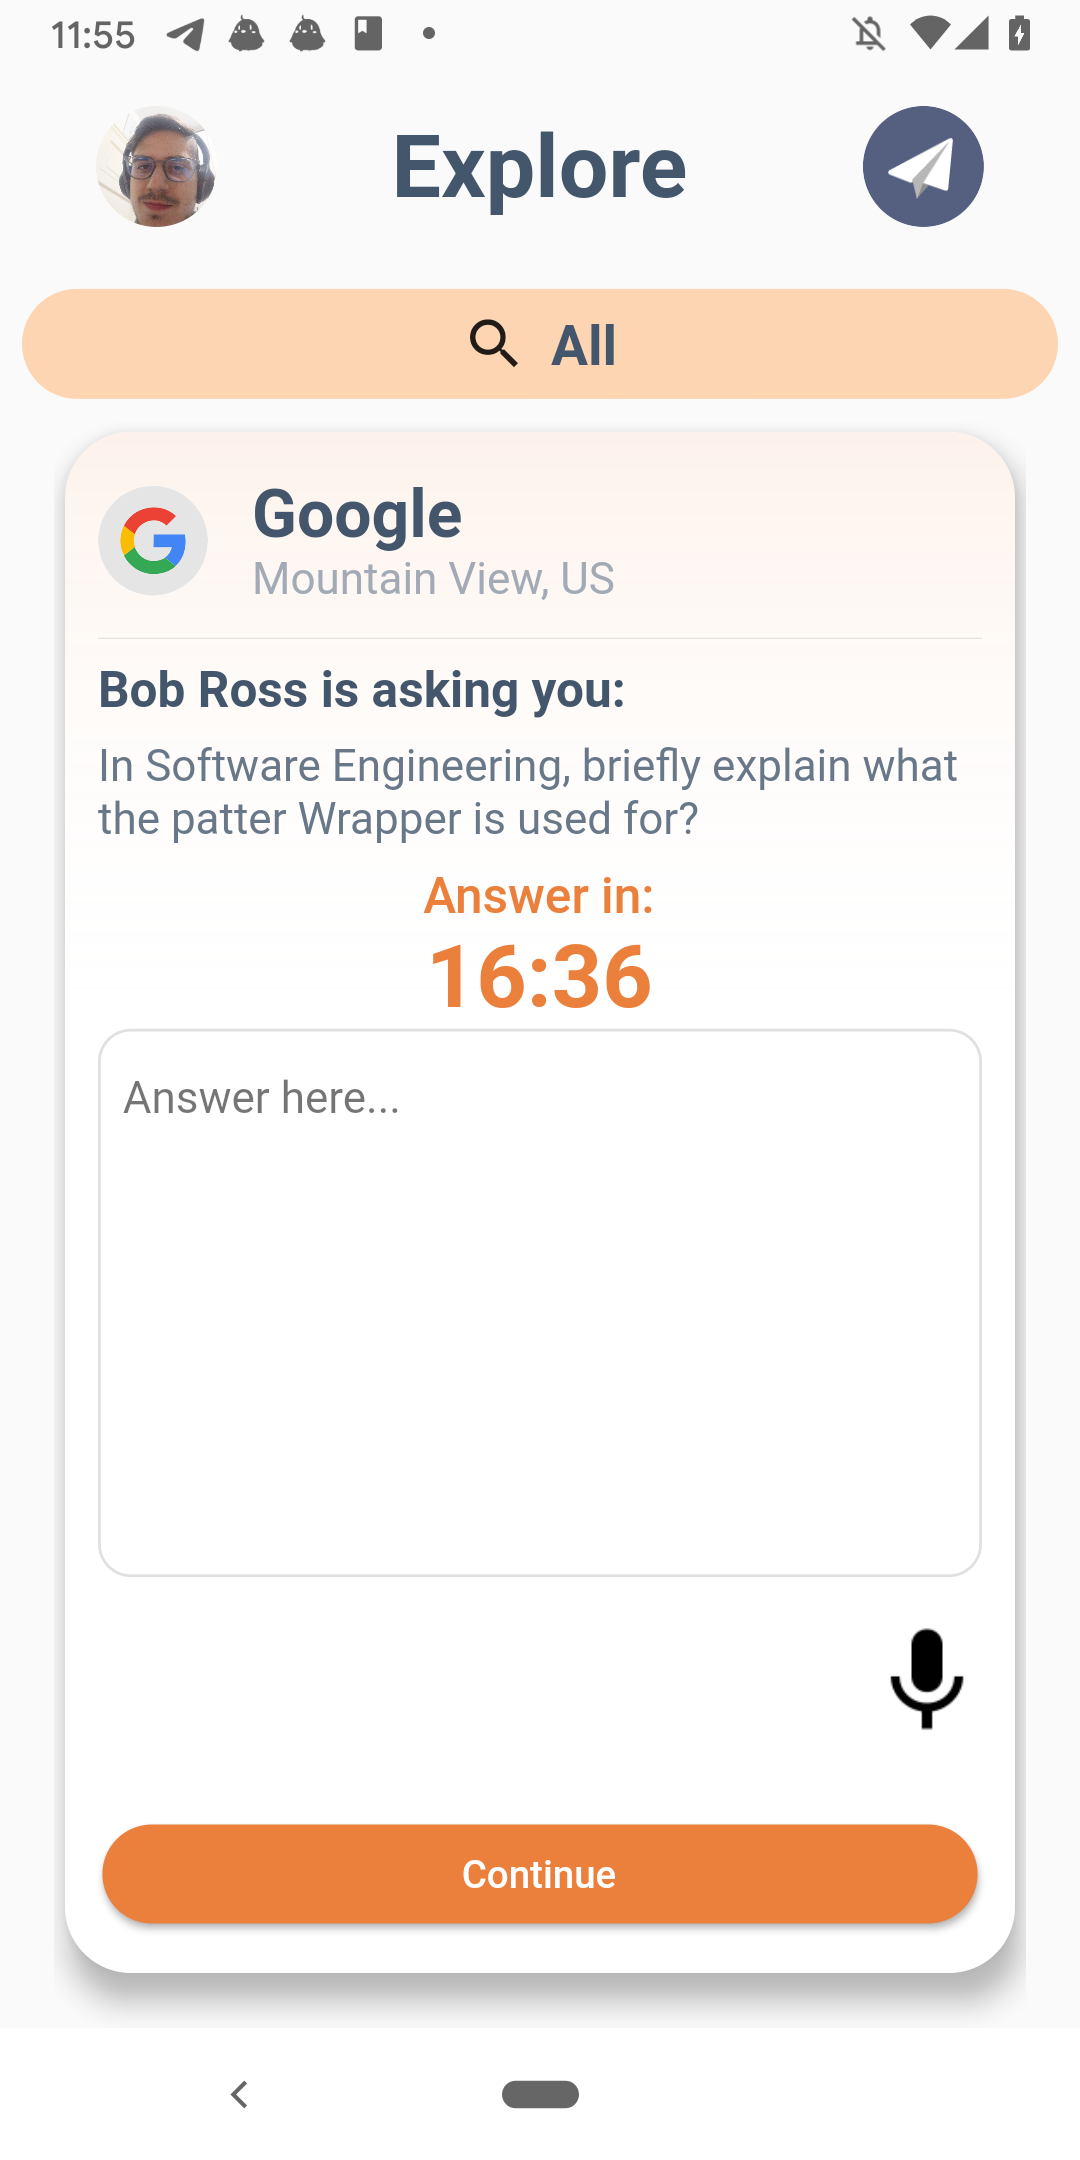 11:55
Explore
All
Google
Mountain View, US
Bob Ross is asking you:
In Software Engineering, briefly explain what
the patter Wrapper is used for?
Answer in:
16:36
Answer here...
Continue